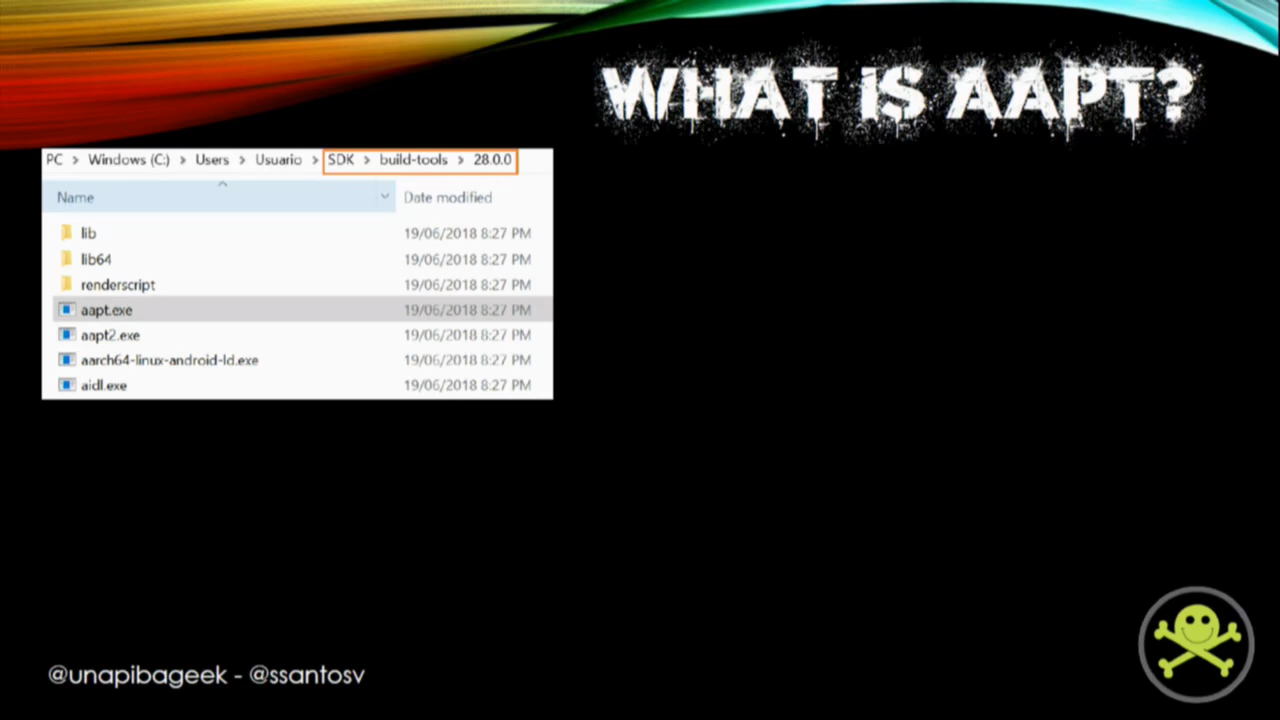 WHAT IS AAPT?
PC > Windows (C:) > Users > Usuario > SDK > build-tools > 28.0.0
Name Date modified
lib 19/06/2018 8:27 PM
lib64 19/06/2018 8:27 PM
renderscript 19/06/2018 8:27 PM
aapt.exe 19/06/2018 8:27 PM
aapt2.exe 19/06/2018 8:27 PM
aarch64-linux-android-ld.exe 19/06/2018 8:27 PM
aidl.exe 19/06/2018 8:27 PM
@unapibageek - @ssantosv